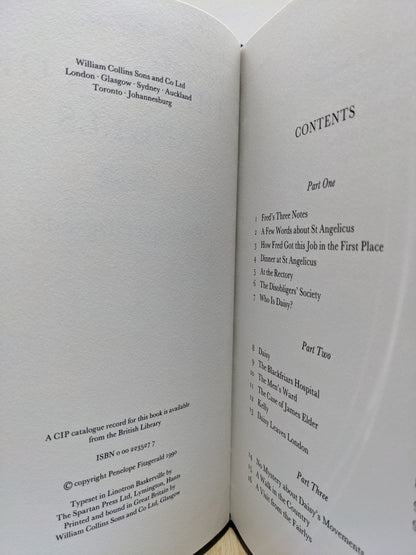 William Collins Sons and Co Ltd
London · Glasgow · Sydney · Auckland
Toronto · Johannesburg
A CIP catalogue record for this book is available
from the British Library
ISBN 0 00 223527 7
© copyright Penelope Fitzgerald 1990
Typeset in Linotron Baskerville by
The Spartan Press Ltd, Lymington, Hants
Printed and bound in Great Britain by
William Collins Sons and Co Ltd, Glasgow
CONTENTS
Part One
1 Fred's Three Notes
2 A Few Words about St Angelicus
3 How Fred Got this Job in the First Place
4 Dinner at St Angelicus
5 At the Rectory
6 The Disobligers' Society
7 Who Is Daisy?
Part Two
8 Daisy
9 The Blackfriars Hospital
10 The Men's Ward
11 The Case of James Elder
12 Kelly
13 Daisy Leaves London
Part Three
14 No Mystery about Daisy's Movements
15 A Walk in the Country
16 A Visit from the Fairlys